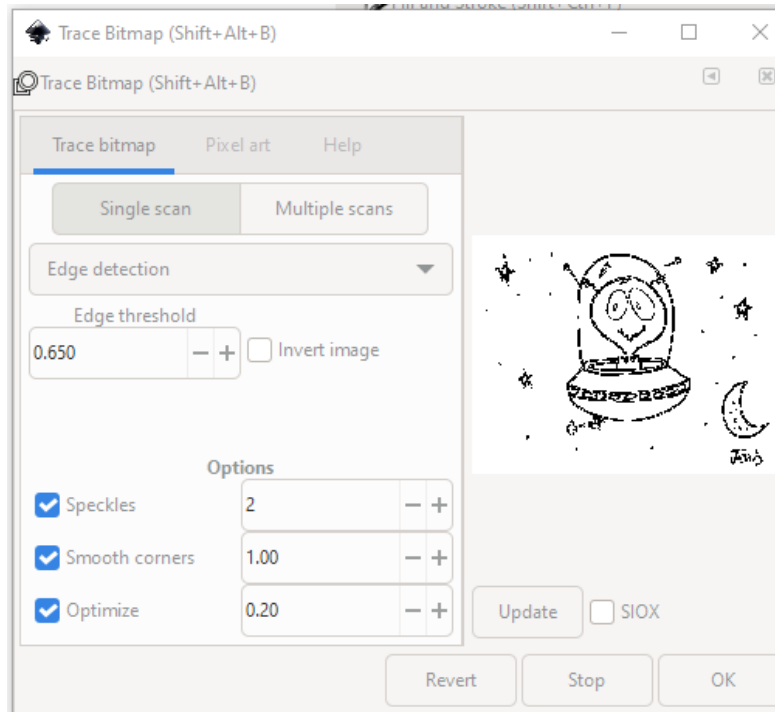 Fill and Stroke (Shift+Ctrl+F)
Trace Bitmap (Shift+Alt+B)
Trace Bitmap (Shift+Alt+B)
Trace bitmap Pixel art Help
Single scan Multiple scans
Edge detection
Edge threshold
0.650 − + Invert image
Options
Speckles 2 − +
Smooth corners 1.00 − +
Optimize 0.20 − +
Update SIOX
Revert Stop OK